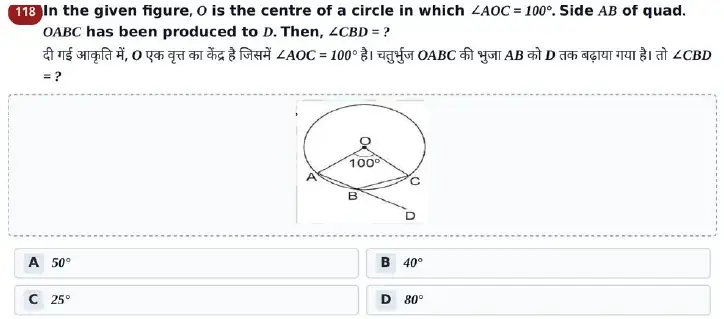 118 In the given figure, O is the centre of a circle in which ∠AOC = 100°. Side AB of quad.
OABC has been produced to D. Then, ∠CBD = ?
दी गई आकृति में, O एक वृत्त का केंद्र है जिसमें ∠AOC = 100° है। चतुर्भुज OABC की भुजा AB को D तक बढ़ाया गया है। तो ∠CBD
= ?
O
100°
A
C
B
D
A 50°
B 40°
C 25°
D 80°